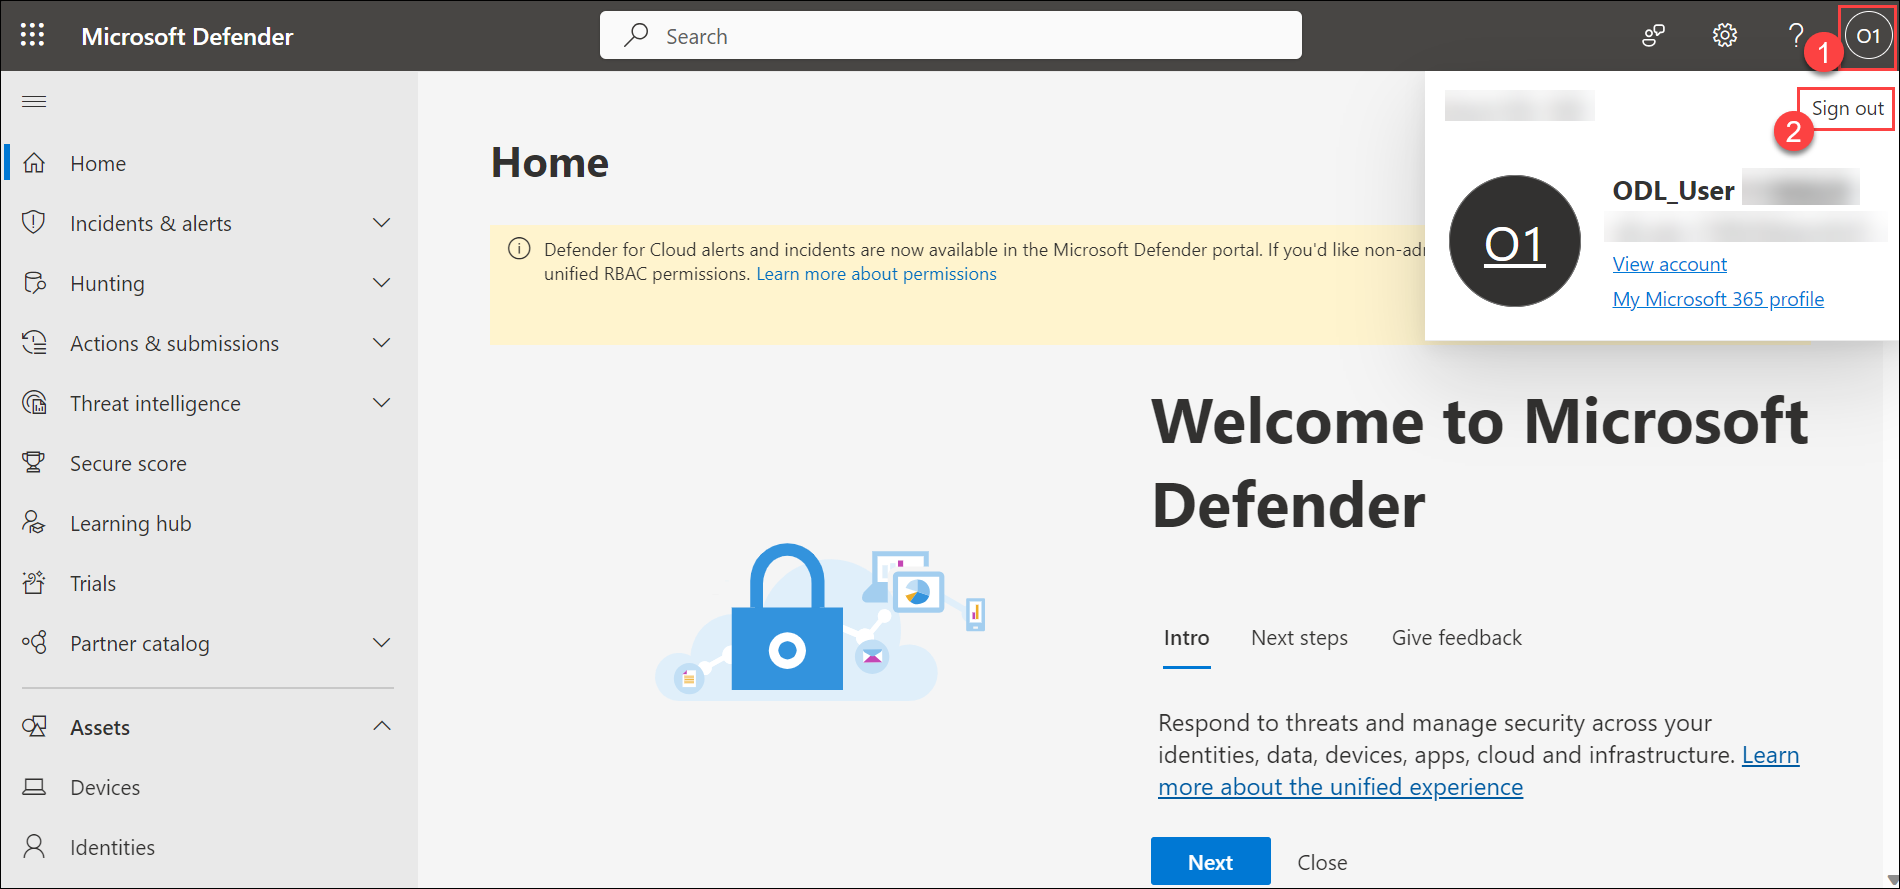 Microsoft Defender
Search
O1
1
Sign out
2
Home
Incidents & alerts
Hunting
Actions & submissions
Threat intelligence
Secure score
Learning hub
Trials
Partner catalog
Assets
Devices
Identities
Home
Defender for Cloud alerts and incidents are now available in the Microsoft Defender portal. If you'd like non-adm
unified RBAC permissions. Learn more about permissions
O1
ODL_User
View account
My Microsoft 365 profile
Welcome to Microsoft
Defender
Intro Next steps Give feedback
Respond to threats and manage security across your
identities, data, devices, apps, cloud and infrastructure. Learn
more about the unified experience
Next Close